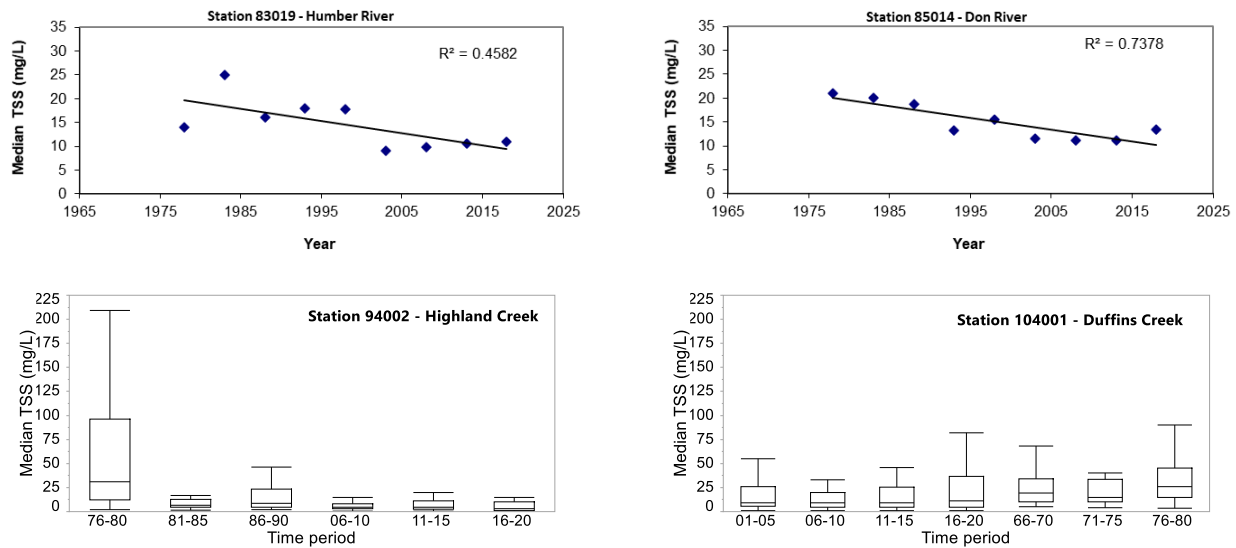 Station 83019 - Humber River
Median TSS (mg/L)
35
30
25
20
15
10
5
0
R² = 0.4582
1965 1975 1985 1995 2005 2015 2025
Year
Station 85014 - Don River
Median TSS (mg/L)
35
30
25
20
15
10
5
0
R² = 0.7378
1965 1975 1985 1995 2005 2015 2025
Year
Station 94002 - Highland Creek
Median TSS (mg/L)
225
200
175
150
125
100
75
50
25
0
76-80 81-85 86-90 06-10 11-15 16-20
Time period
Station 104001 - Duffins Creek
Median TSS (mg/L)
225
200
175
150
125
100
75
50
25
0
01-05 06-10 11-15 16-20 66-70 71-75 76-80
Time period